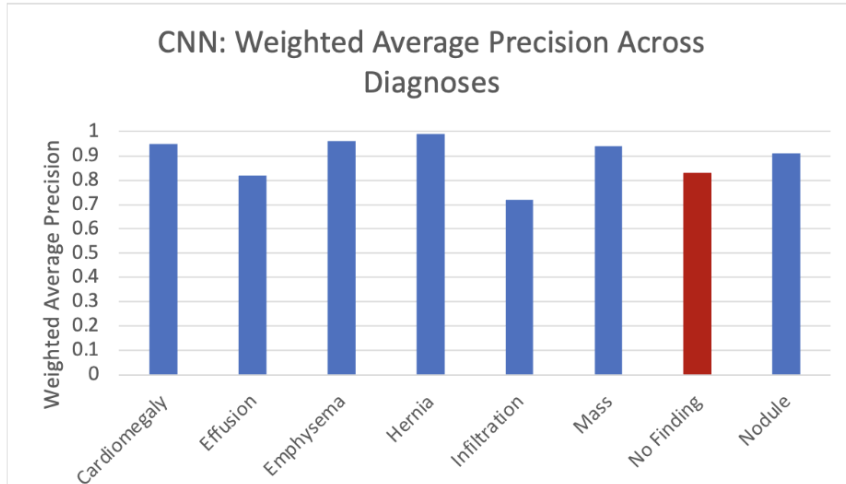 CNN: Weighted Average Precision Across
Diagnoses
Weighted Average Precision
1
0.9
0.8
0.7
0.6
0.5
0.4
0.3
0.2
0.1
0
Cardiomegaly
Effusion
Emphysema
Hernia
Infiltration
Mass
No Finding
Nodule